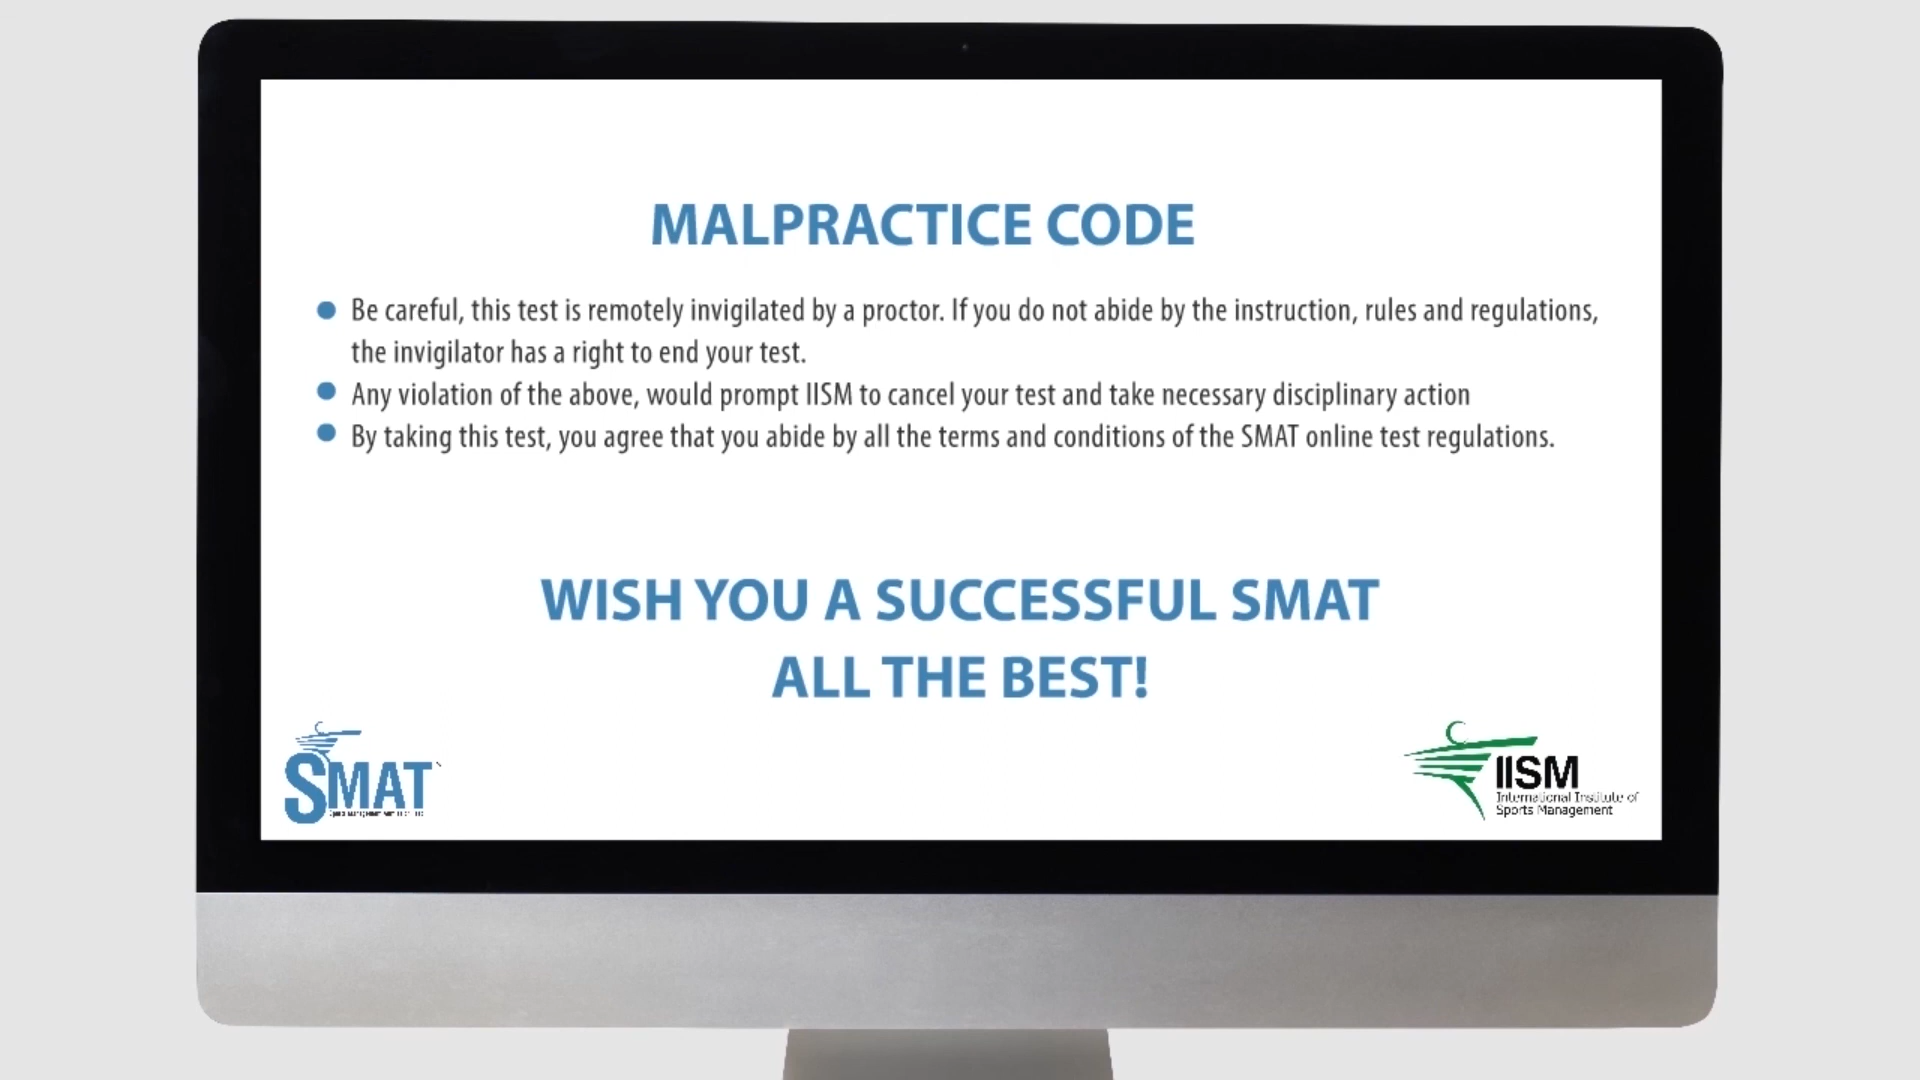 MALPRACTICE CODE
Be careful, this test is remotely invigilated by a proctor. If you do not abide by the instruction, rules and regulations,
the invigilator has a right to end your test.
Any violation of the above, would prompt IISM to cancel your test and take necessary disciplinary action
By taking this test, you agree that you abide by all the terms and conditions of the SMAT online test regulations.
WISH YOU A SUCCESSFUL SMAT
ALL THE BEST!
SMAT
Sports Management
IISM
International Institute of
Sports Management